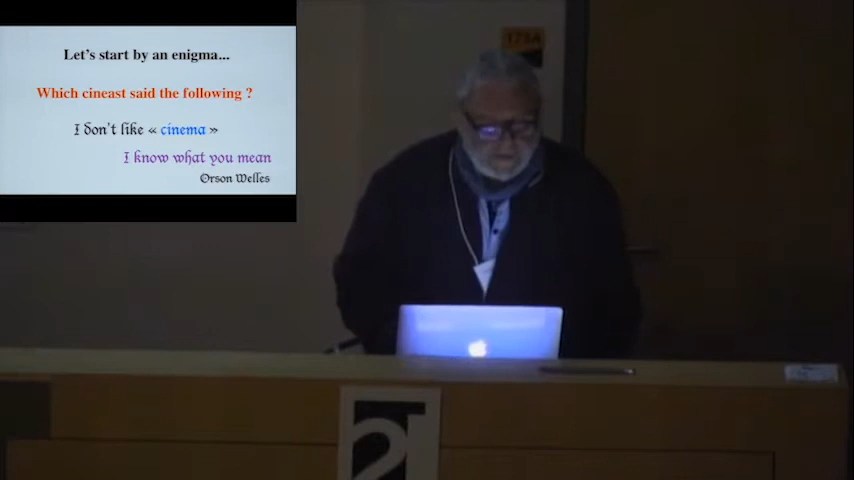 Let's start by an enigma...
Which cineast said the following ?
I don't like « cinema »
I know what you mean
Orson Welles